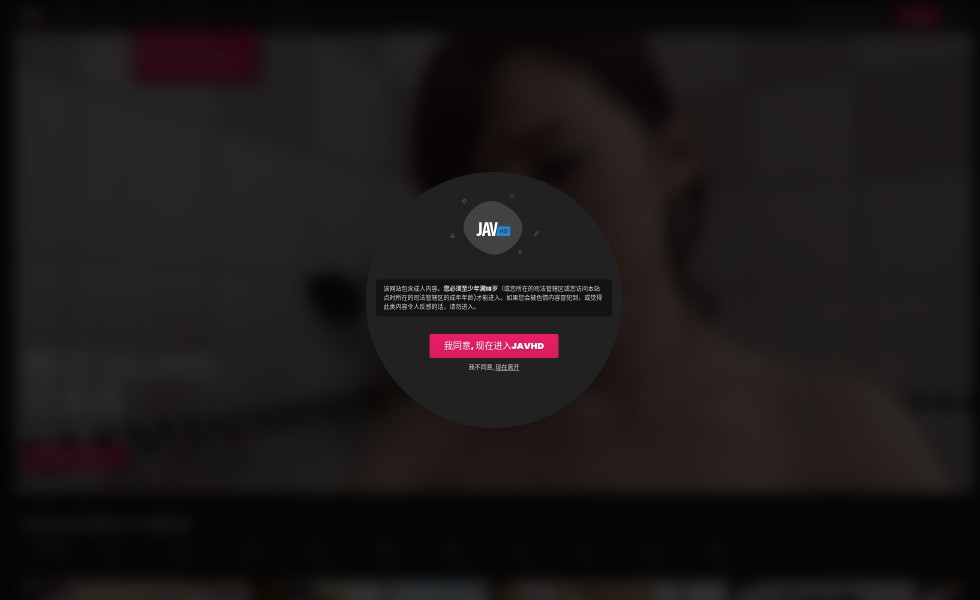 JAV HD
该网站包含成人内容。您必须至少年满18岁（或您所在的司法管辖区或您访问本站
点时所在的司法管辖区的成年年龄)才能进入。如果您会被色情内容冒犯到，或觉得
此类内容令人反感的话，请勿进入。
我同意, 现在进入JAVHD
我不同意, 现在离开